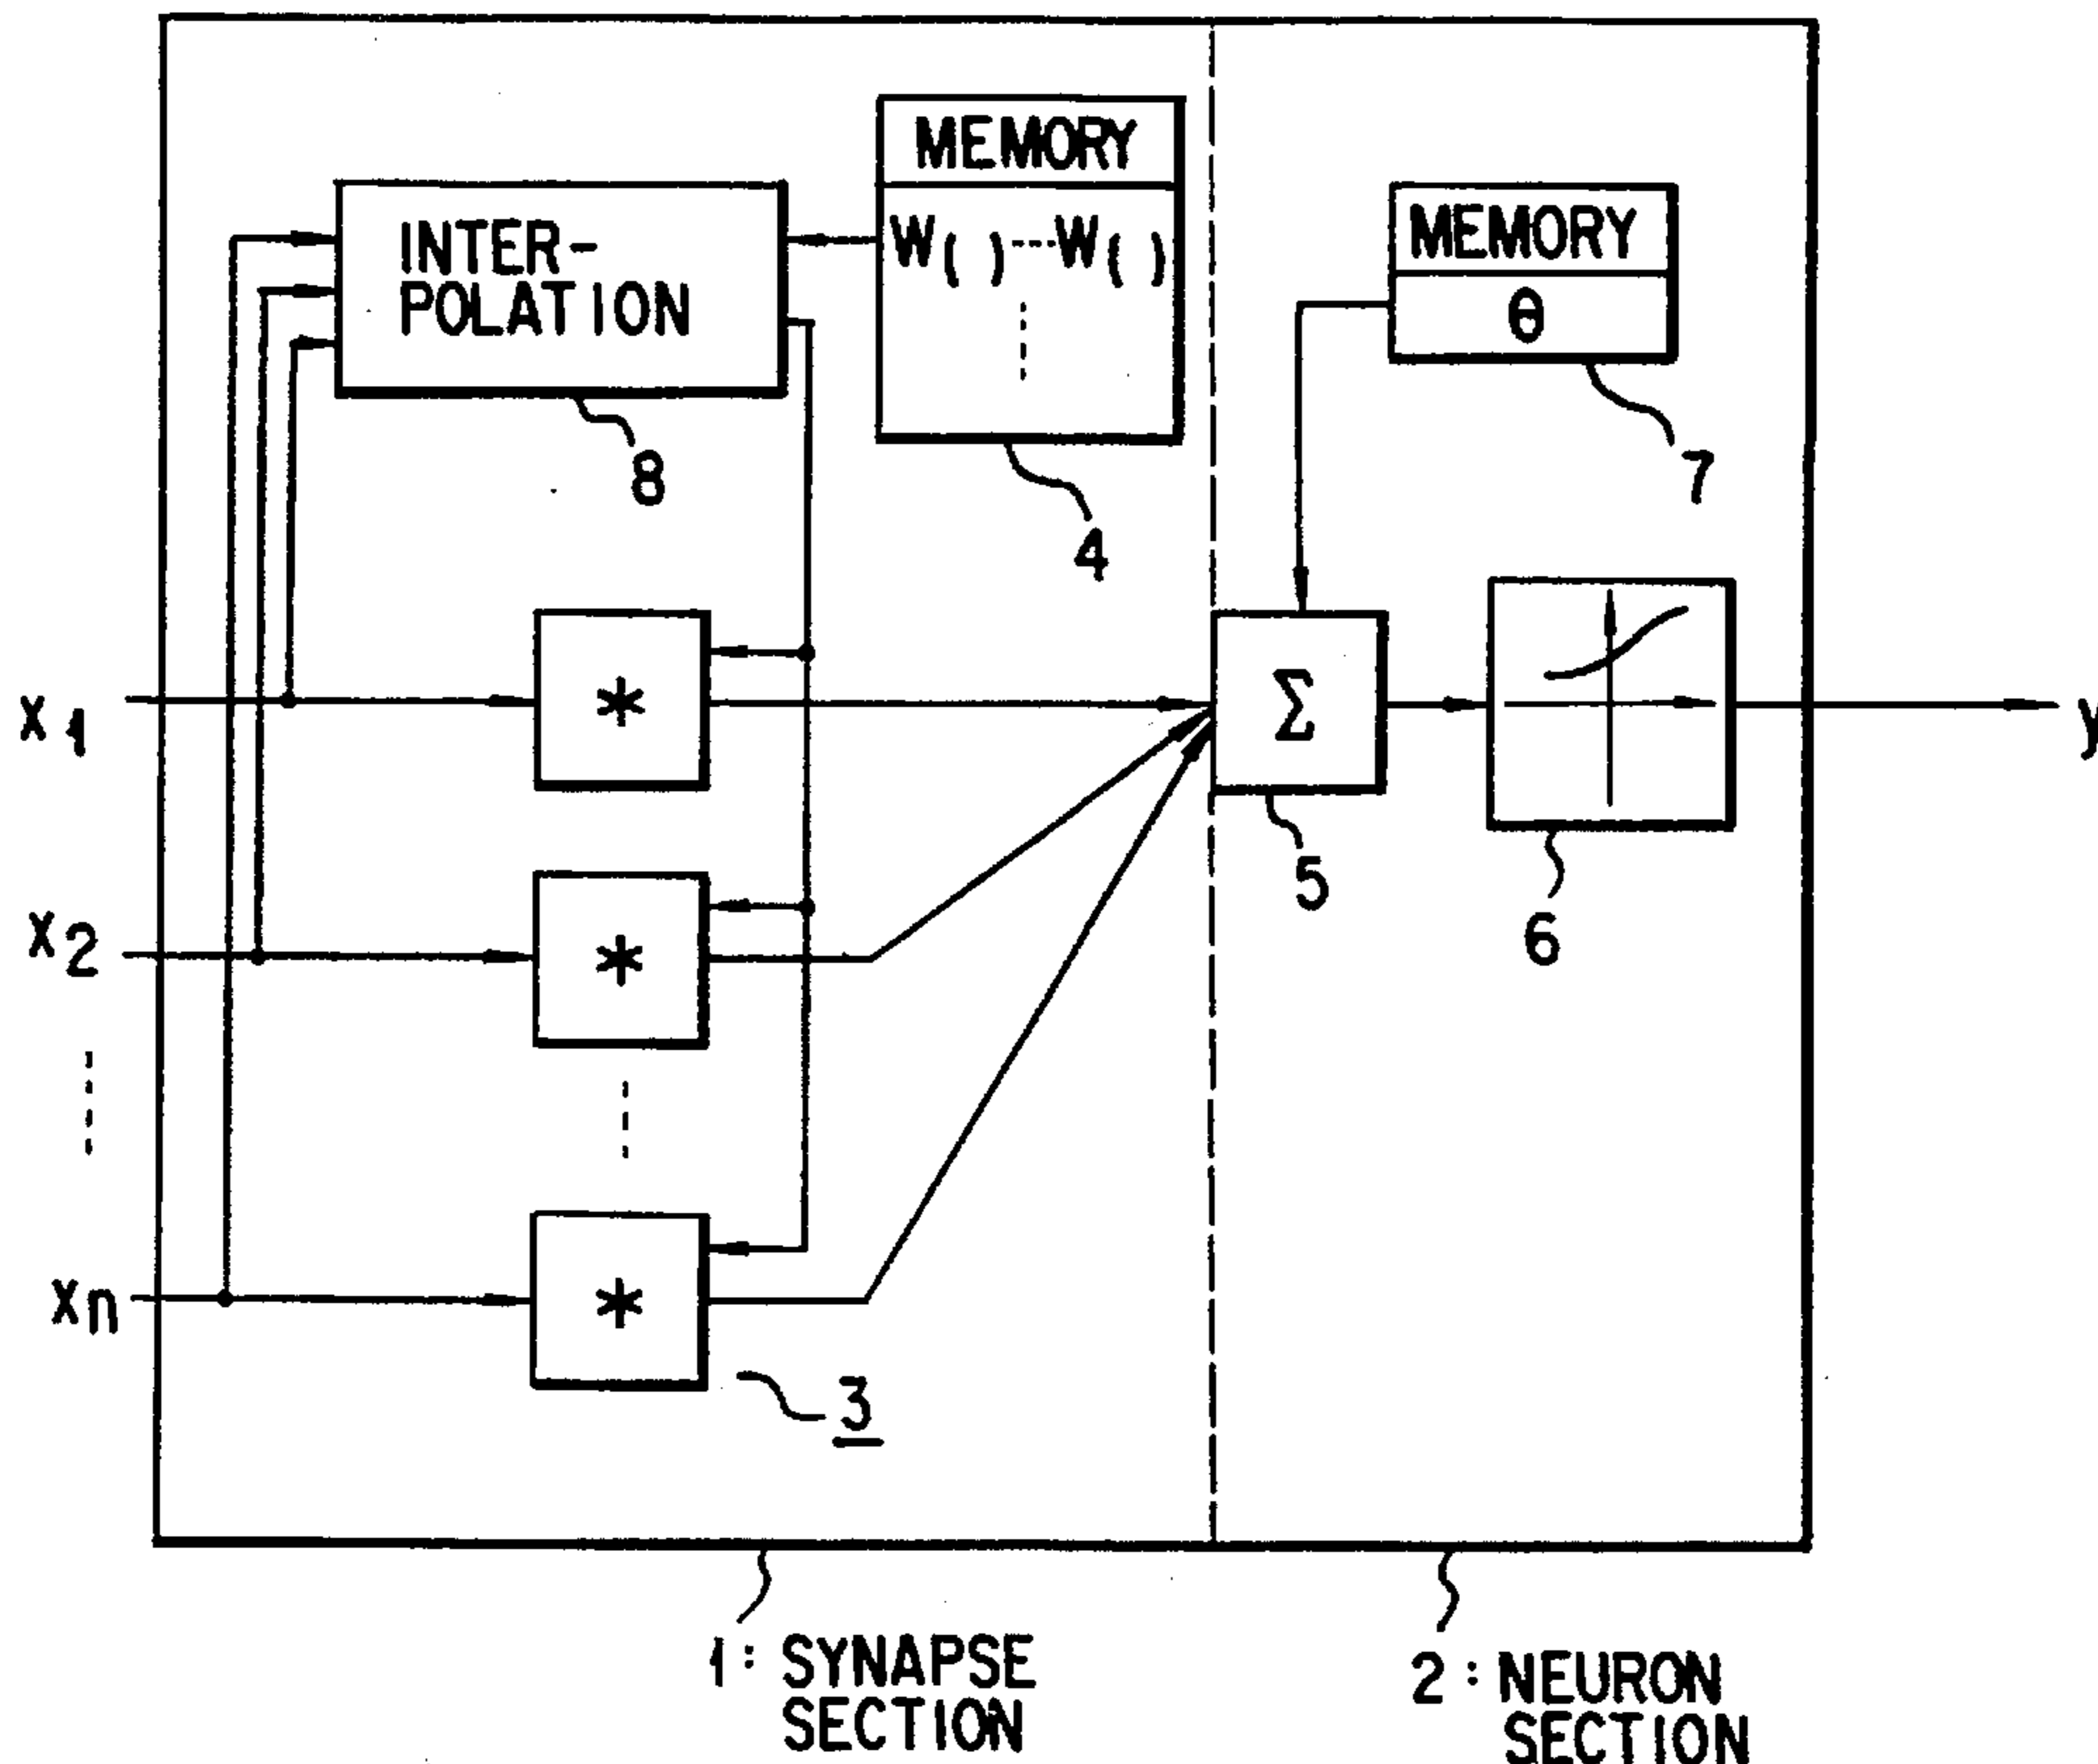 MEMORY
INTER-
POLATION
W( )---W( )
MEMORY
θ
8
4
7
x1
*
Σ
y
5
6
x2
*
xn
*
3
1: SYNAPSE
SECTION
2: NEURON
SECTION